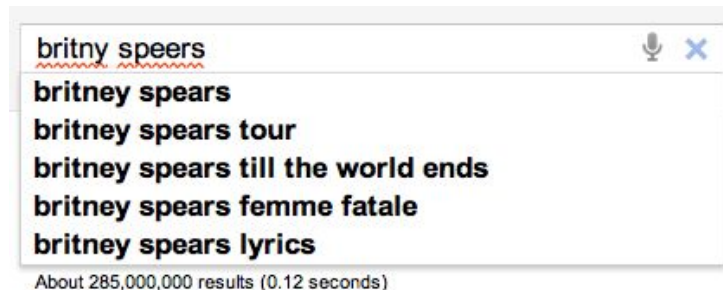 britny speers
britney spears
britney spears tour
britney spears till the world ends
britney spears femme fatale
britney spears lyrics
About 285,000,000 results (0.12 seconds)